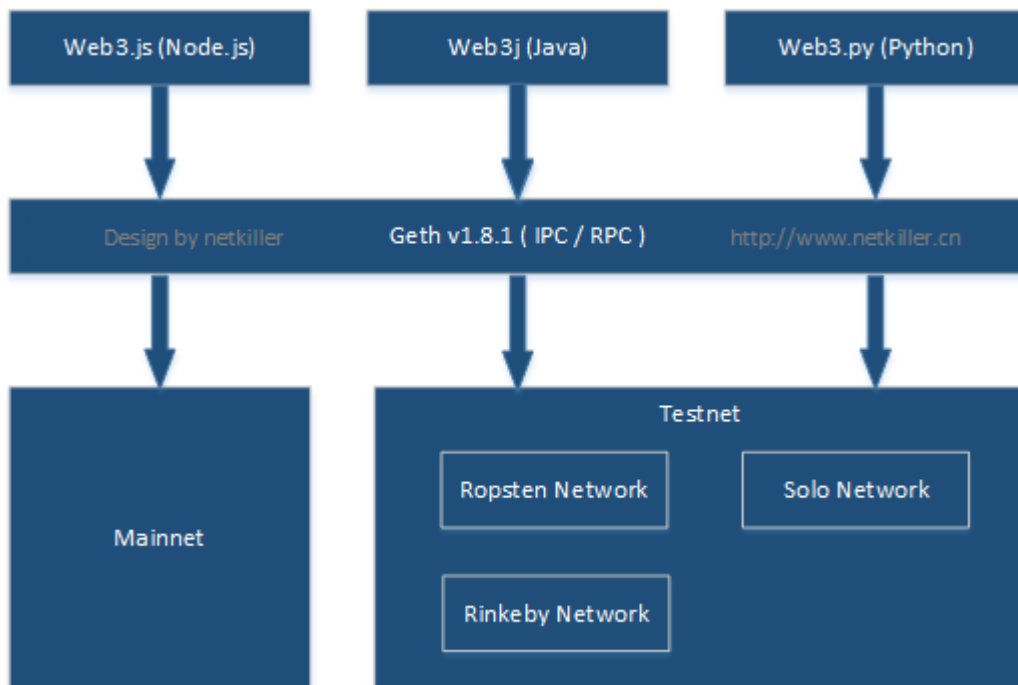 Web3.js (Node.js)
Web3j (Java)
Web3.py (Python)
Design by netkiller
Geth v1.8.1 ( IPC / RPC )
http://www.netkiller.cn
Mainnet
Testnet
Ropsten Network
Solo Network
Rinkeby Network